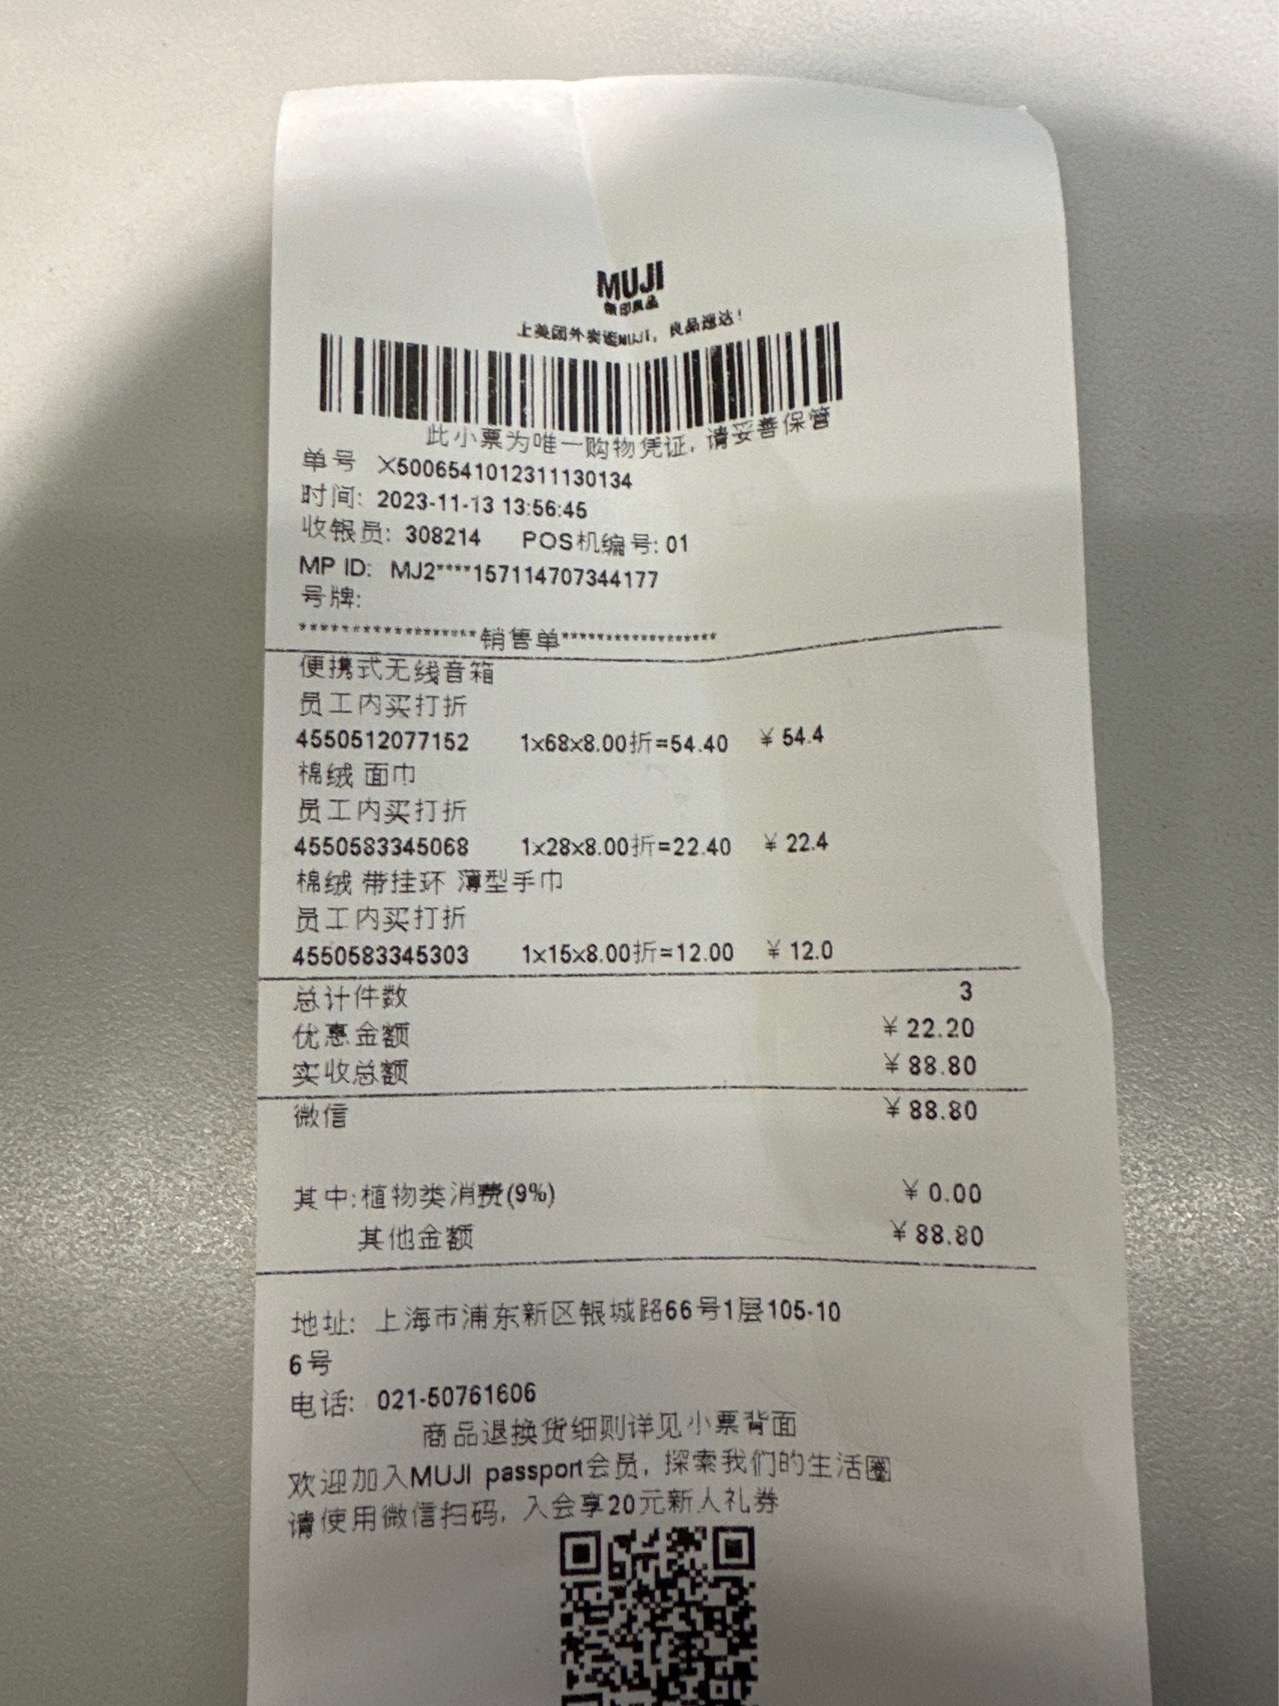 MUJI
無印良品
上美团外卖逛MUJI，良品速达！
此小票为唯一购物凭证，请妥善保管
单号 X5006541012311130134
时间: 2023-11-13 13:56:45
收银员: 308214 POS机编号: 01
MP ID: MJ2****157114707344177
号牌:
******************销售单******************
便携式无线音箱
员工内买打折
4550512077152 1x68x8.00折=54.40 ¥ 54.4
棉绒 面巾
员工内买打折
4550583345068 1x28x8.00折=22.40 ¥ 22.4
棉绒 带挂环 薄型手巾
员工内买打折
4550583345303 1x15x8.00折=12.00 ¥ 12.0
总计件数 3
优惠金额 ¥ 22.20
实收总额 ¥ 88.80
微信 ¥ 88.80
其中:植物类消费(9%) ¥ 0.00
其他金额 ¥ 88.80
地址: 上海市浦东新区银城路66号1层105-10
6号
电话: 021-50761606
商品退换货细则详见小票背面
欢迎加入MUJI passport会员, 探索我们的生活圈
请使用微信扫码, 入会享20元新人礼券